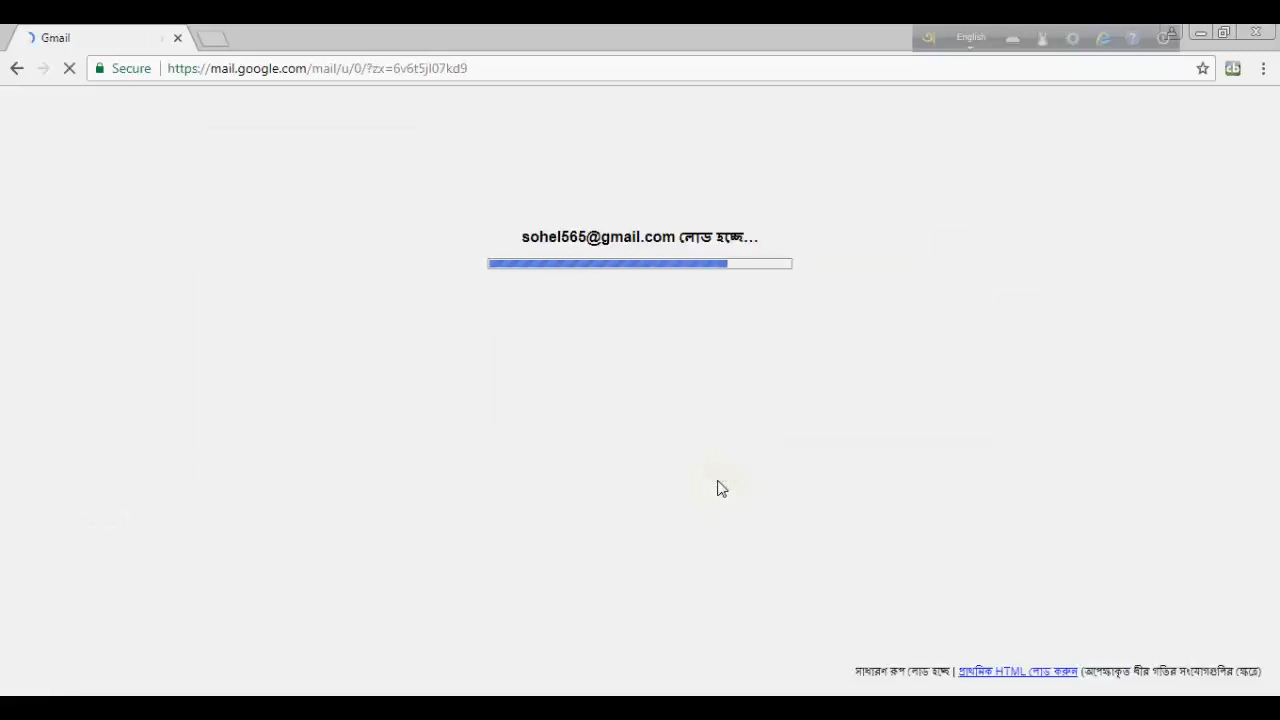 Gmail
English
Secure | https://mail.google.com/mail/u/0/?zx=6v6t5jl07kd9
sohel565@gmail.com লোড হচ্ছে...
সাধারণ রূপ লোড হচ্ছে | প্রাথমিক HTML লোড করুন (অপেক্ষাকৃত ধীর গতির সংযোগগুলির ক্ষেত্রে)